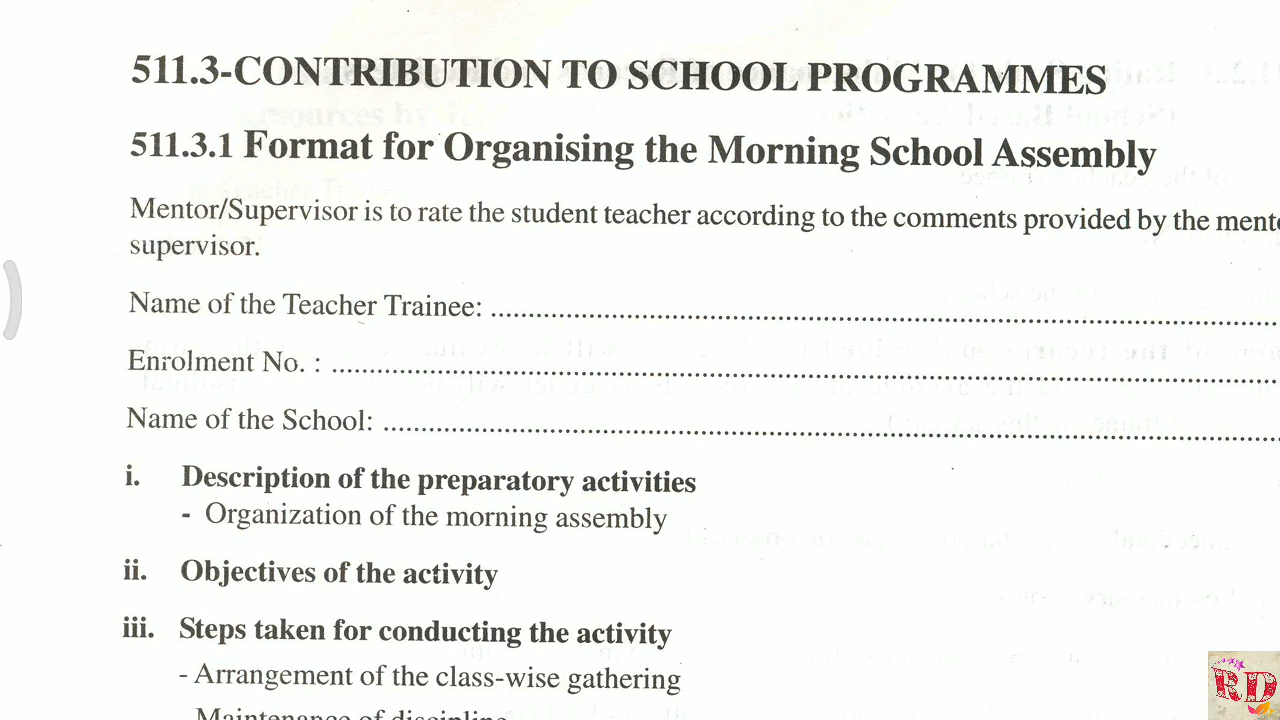 511.3-CONTRIBUTION TO SCHOOL PROGRAMMES
511.3.1 Format for Organising the Morning School Assembly
Mentor/Supervisor is to rate the student teacher according to the comments provided by the
supervisor.
Name of the Teacher Trainee: ................................................................
Enrolment No. : ................................................................
Name of the School: ................................................................
i. Description of the preparatory activities
- Organization of the morning assembly
ii. Objectives of the activity
iii. Steps taken for conducting the activity
- Arrangement of the class-wise gathering
- Maintenance of discipline
RD